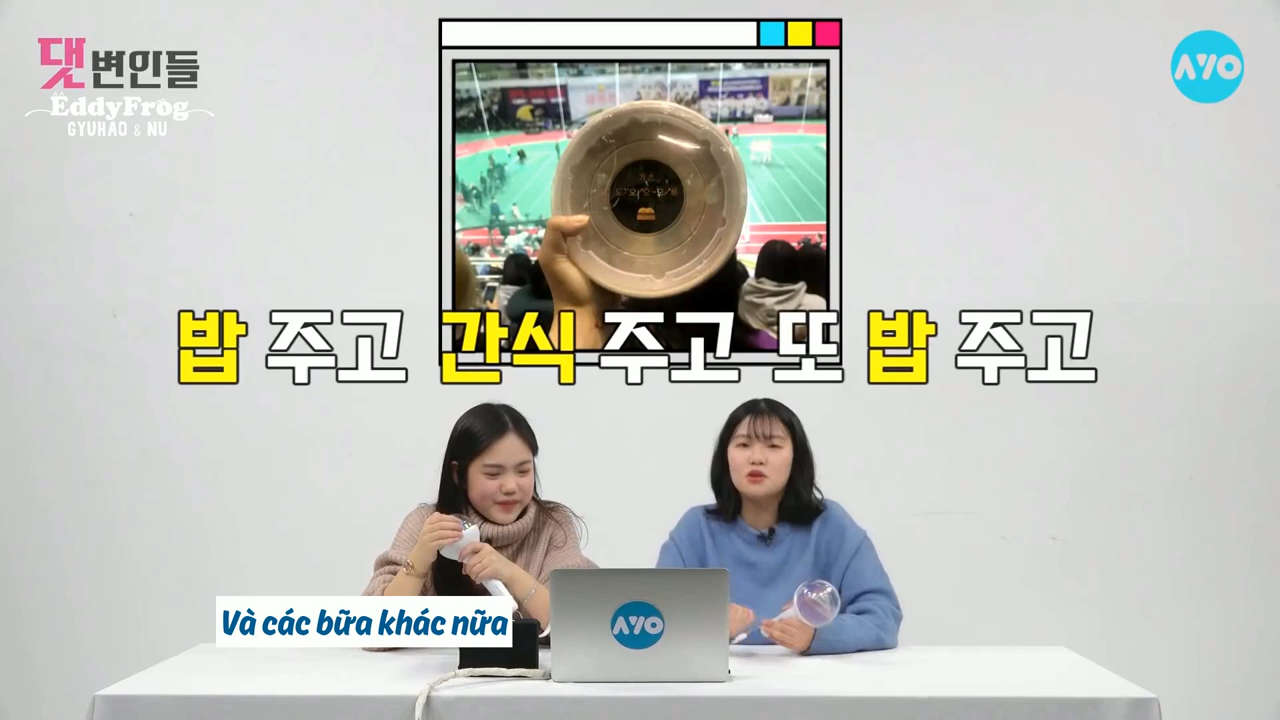 댓변인들
EddyFrog
GYUHAO & NU
AYO
밥 주고 간식 주고 또 밥 주고
Và các bữa khác nữa
AYO